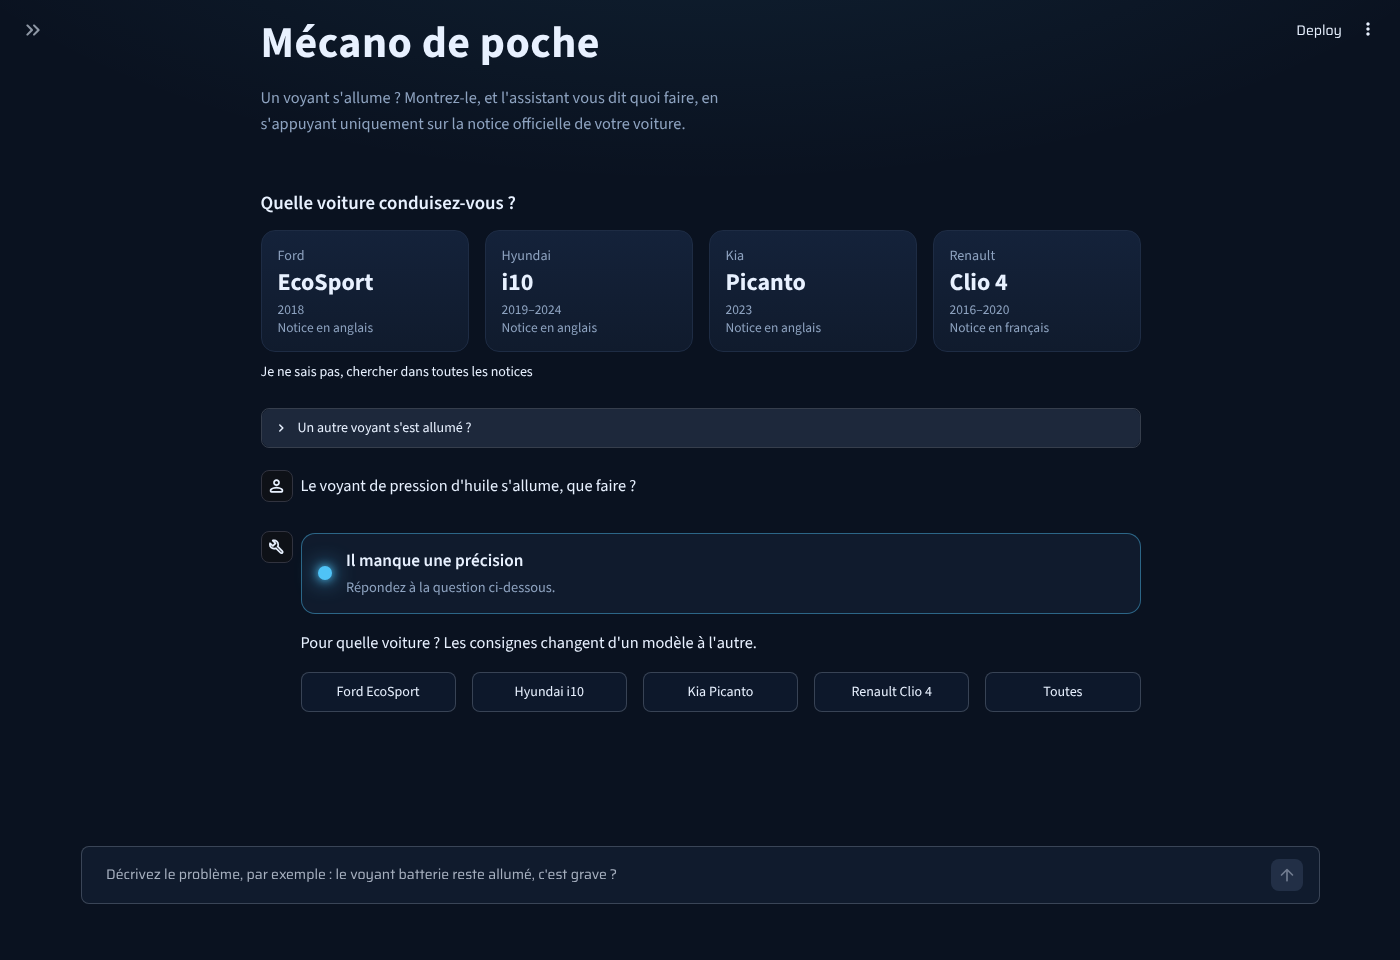 Deploy
Mécano de poche
Un voyant s'allume ? Montrez-le, et l'assistant vous dit quoi faire, en
s'appuyant uniquement sur la notice officielle de votre voiture.
Quelle voiture conduisez-vous ?
Ford
EcoSport
2018
Notice en anglais
Hyundai
i10
2019–2024
Notice en anglais
Kia
Picanto
2023
Notice en anglais
Renault
Clio 4
2016–2020
Notice en français
Je ne sais pas, chercher dans toutes les notices
Un autre voyant s'est allumé ?
Le voyant de pression d'huile s'allume, que faire ?
Il manque une précision
Répondez à la question ci-dessous.
Pour quelle voiture ? Les consignes changent d'un modèle à l'autre.
Ford EcoSport
Hyundai i10
Kia Picanto
Renault Clio 4
Toutes
Décrivez le problème, par exemple : le voyant batterie reste allumé, c'est grave ?